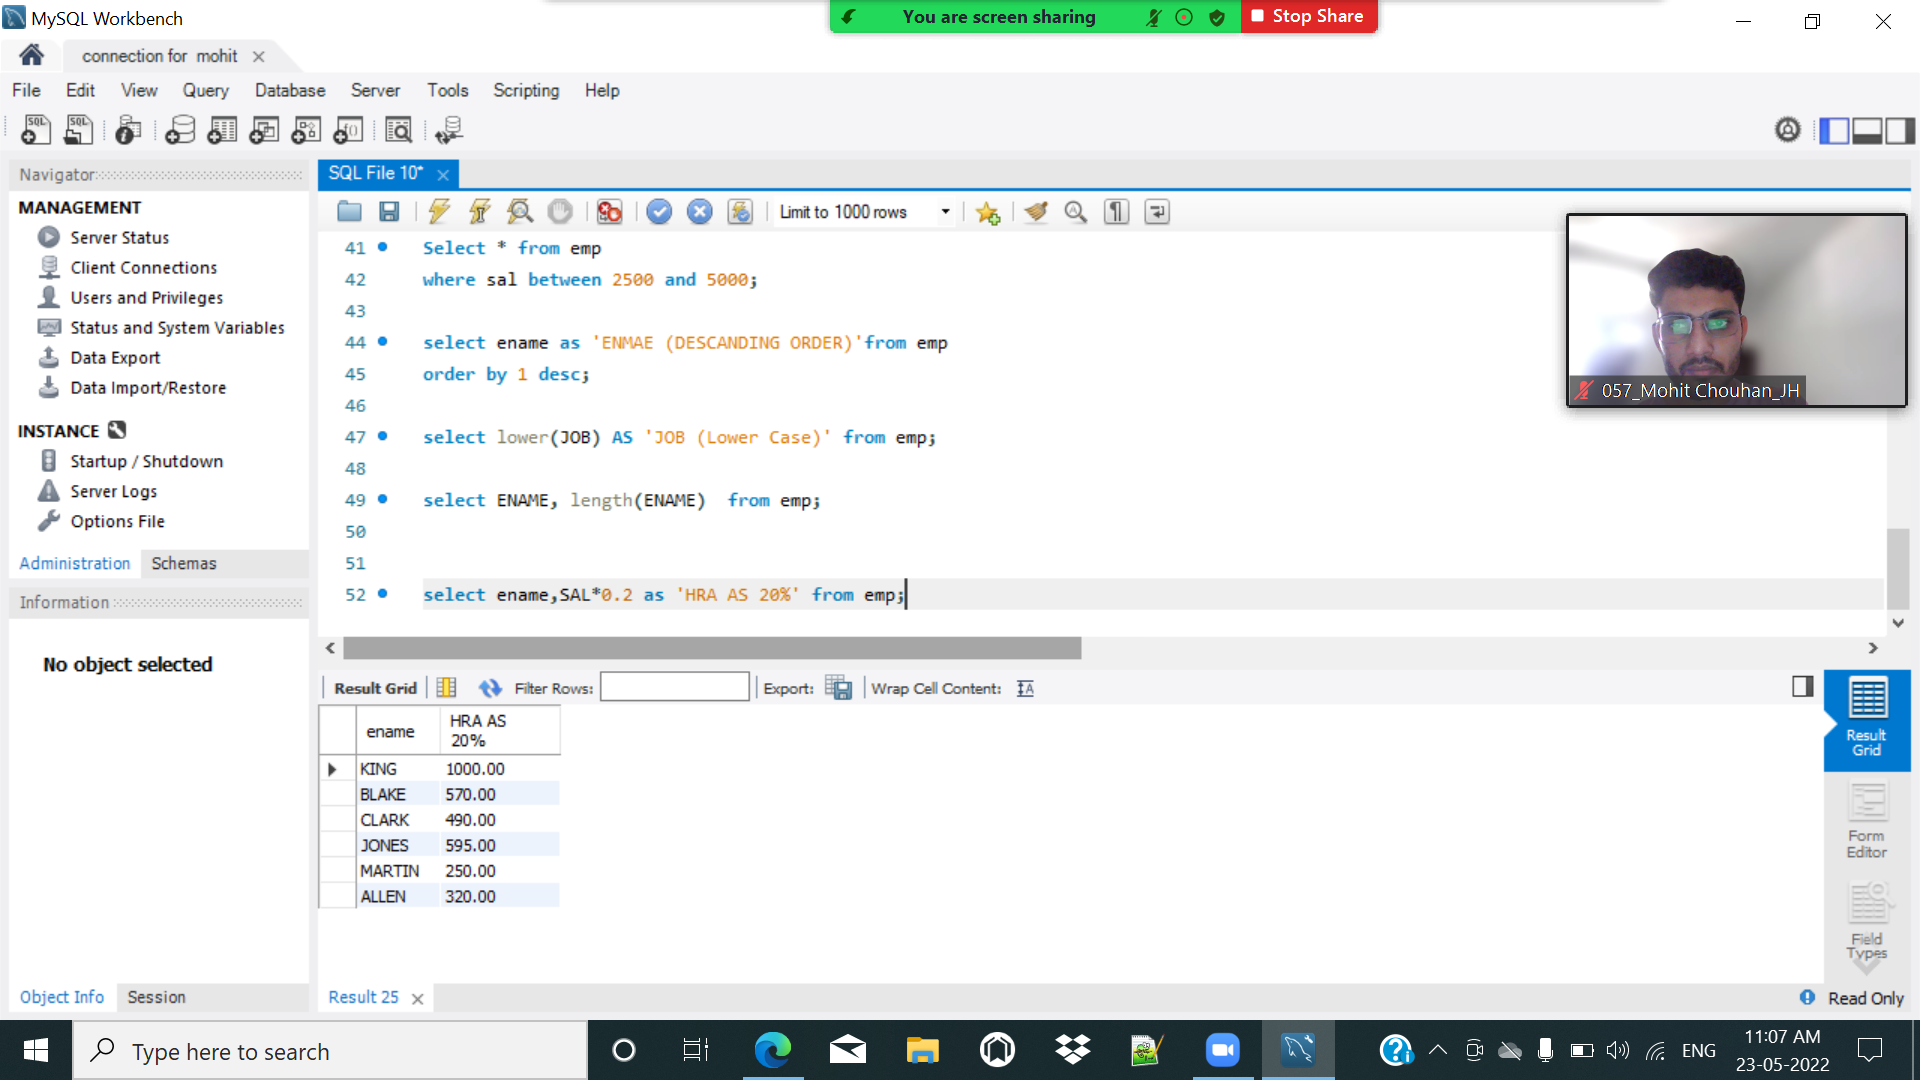 MySQL Workbench
You are screen sharing
Stop Share
connection for mohit
File Edit View Query Database Server Tools Scripting Help
Navigator
SQL File 10*
MANAGEMENT
Server Status
Client Connections
Users and Privileges
Status and System Variables
Data Export
Data Import/Restore
INSTANCE
Startup / Shutdown
Server Logs
Options File
Administration Schemas
Information
No object selected
Object Info Session
Limit to 1000 rows
41 Select * from emp
42 where sal between 2500 and 5000;
43
44 select ename as 'ENMAE (DESCANDING ORDER)'from emp
45 order by 1 desc;
46
47 select lower(JOB) AS 'JOB (Lower Case)' from emp;
48
49 select ENAME, length(ENAME)  from emp;
50
51
52 select ename,SAL*0.2 as 'HRA AS 20%' from emp;
057_Mohit Chouhan_JH
Result Grid Filter Rows: Export: Wrap Cell Content:
ename HRA AS 20%
KING 1000.00
BLAKE 570.00
CLARK 490.00
JONES 595.00
MARTIN 250.00
ALLEN 320.00
Result Grid
Form Editor
Field Types
Result 25
Read Only
Type here to search
ENG
11:07 AM
23-05-2022